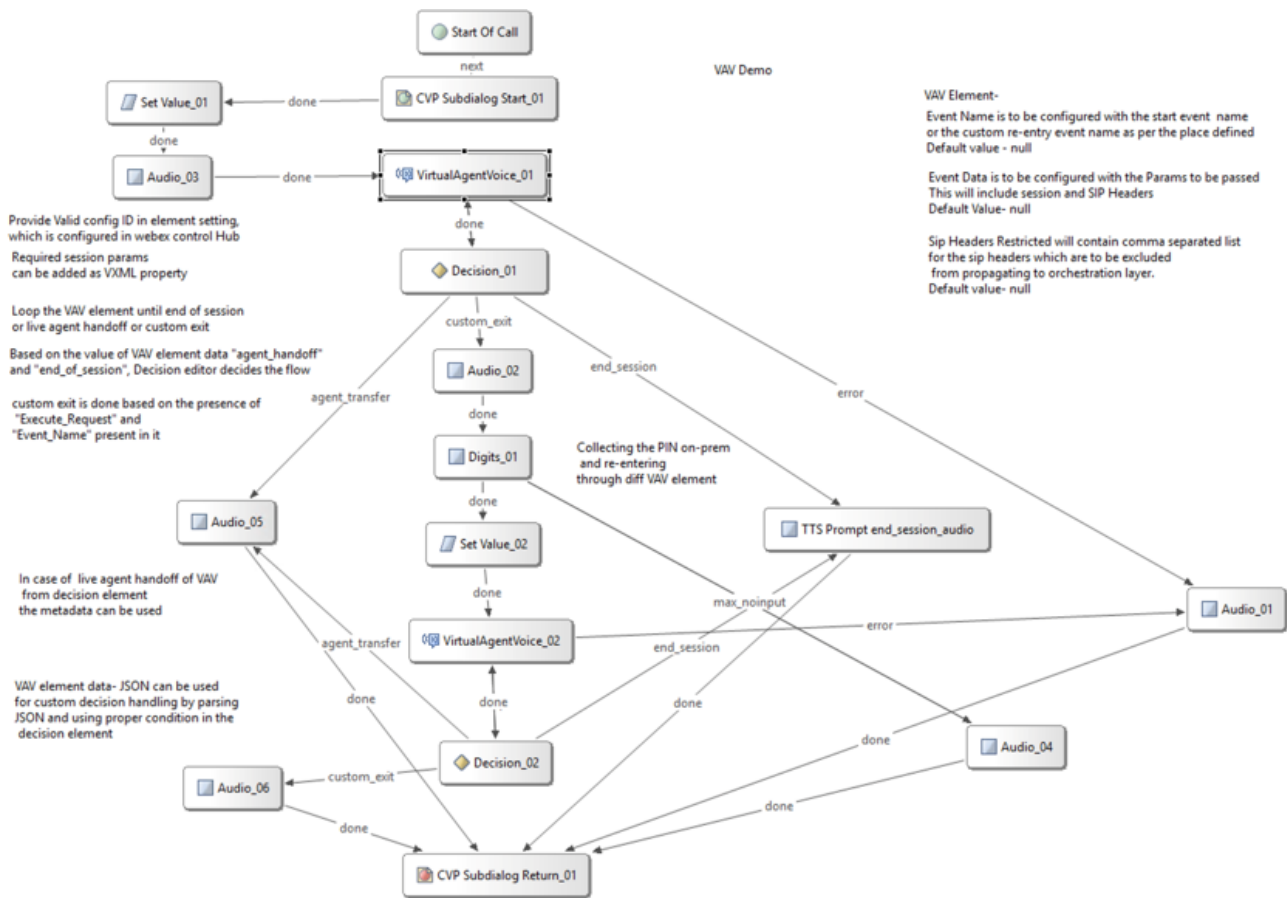 Start Of Call
next
VAV Demo
CVP Subdialog Start_01
done
Set Value_01
done
Audio_03
done
VirtualAgentVoice_01
VAV Element-
Event Name is to be configured with the start event name
or the custom re-entry event name as per the place defined
Default value - null
Event Data is to be configured with the Params to be passed
This will include session and SIP Headers
Default Value- null
Sip Headers Restricted will contain comma separated list
for the sip headers which are to be excluded
from propagating to orchestration layer.
Default value- null
Provide Valid config ID in element setting,
which is configured in webex control Hub
Required session params
can be added as VXML property
Loop the VAV element until end of session
or live agent handoff or custom exit
Based on the value of VAV element data "agent_handoff"
and "end_of_session", Decision editor decides the flow
custom exit is done based on the presence of
"Execute_Request" and
"Event_Name" present in it
done
Decision_01
custom_exit
end_session
agent_transfer
error
Audio_02
done
Digits_01
Collecting the PIN on-prem
and re-entering
through diff VAV element
done
Audio_05
Set Value_02
TTS Prompt end_session_audio
done
max_noinput
In case of live agent handoff of VAV
from decision element
the metadata can be used
VirtualAgentVoice_02
error
Audio_01
agent_transfer
end_session
VAV element data- JSON can be used
for custom decision handling by parsing
JSON and using proper condition in the
decision element
done
done
done
done
Audio_04
Decision_02
custom_exit
Audio_06
done
done
CVP Subdialog Return_01